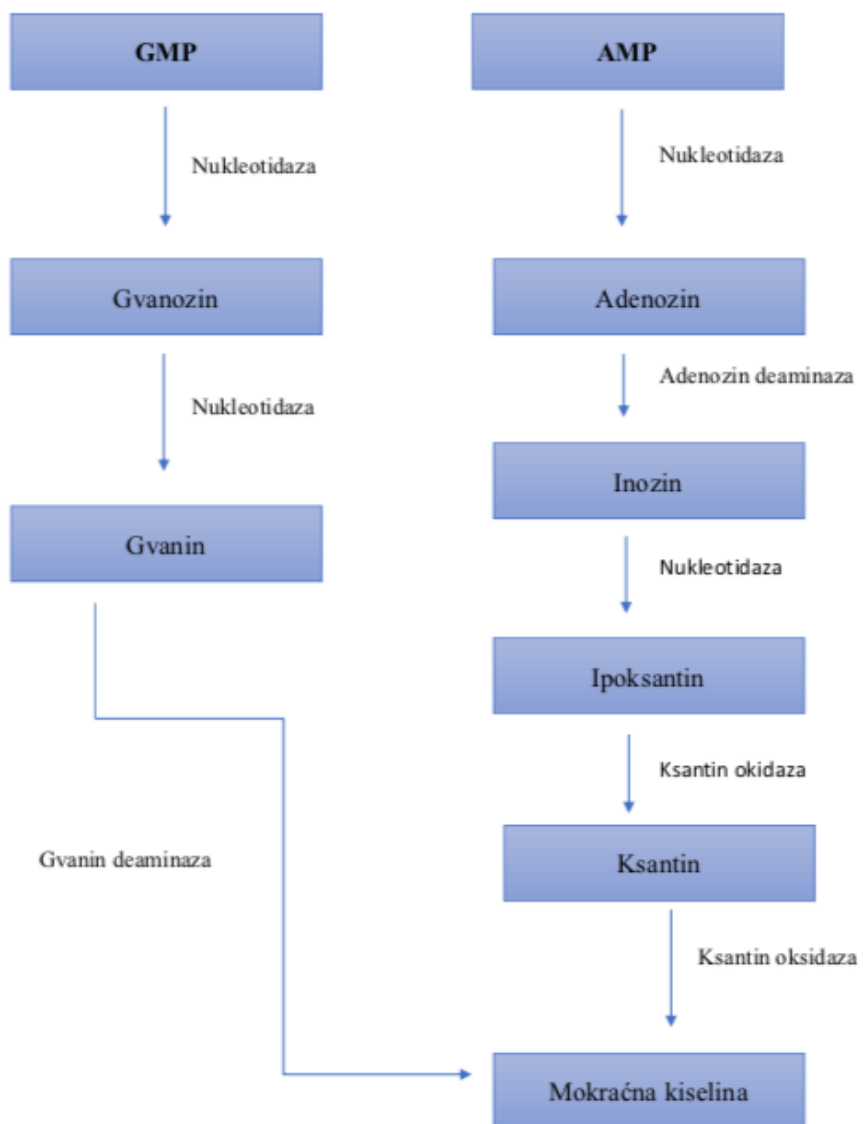 GMP
AMP
Nukleotidaza
Nukleotidaza
Gvanozin
Adenozin
Nukleotidaza
Adenozin deaminaza
Inozin
Gvanin
Nukleotidaza
Ipoksantin
Ksantin okidaza
Gvanin deaminaza
Ksantin
Ksantin oksidaza
Mokraćna kiselina